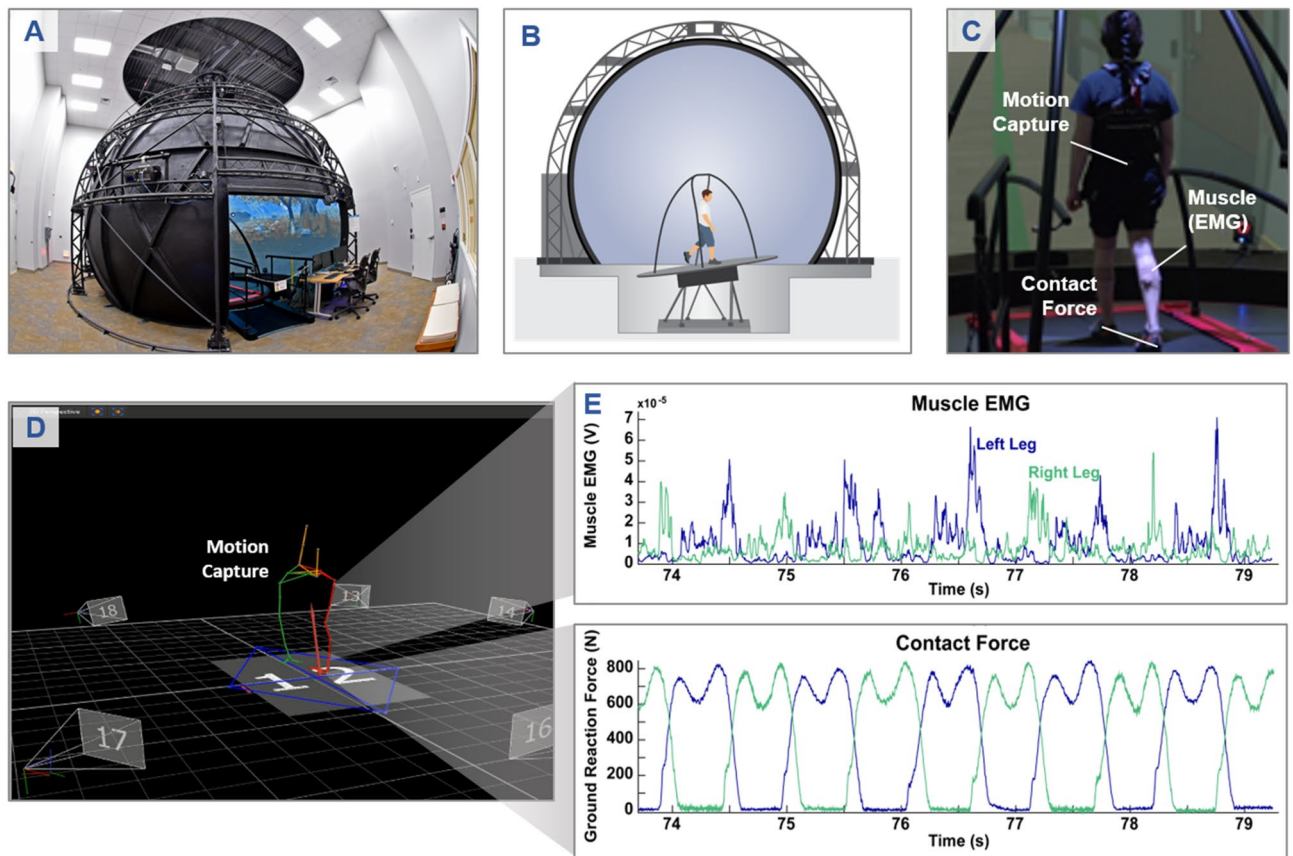 A
B
C
Motion
Capture
Muscle
(EMG)
Contact
Force
D
Motion
Capture
18
13
14
1 2
17
16
E
Muscle EMG
x10 -5
Muscle EMG (V)
7
6
5
4
3
2
1
0
Left Leg
Right Leg
74 75 76 77 78 79
Time (s)
Contact Force
Ground Reaction Force (N)
800
600
400
200
0
74 75 76 77 78 79
Time (s)